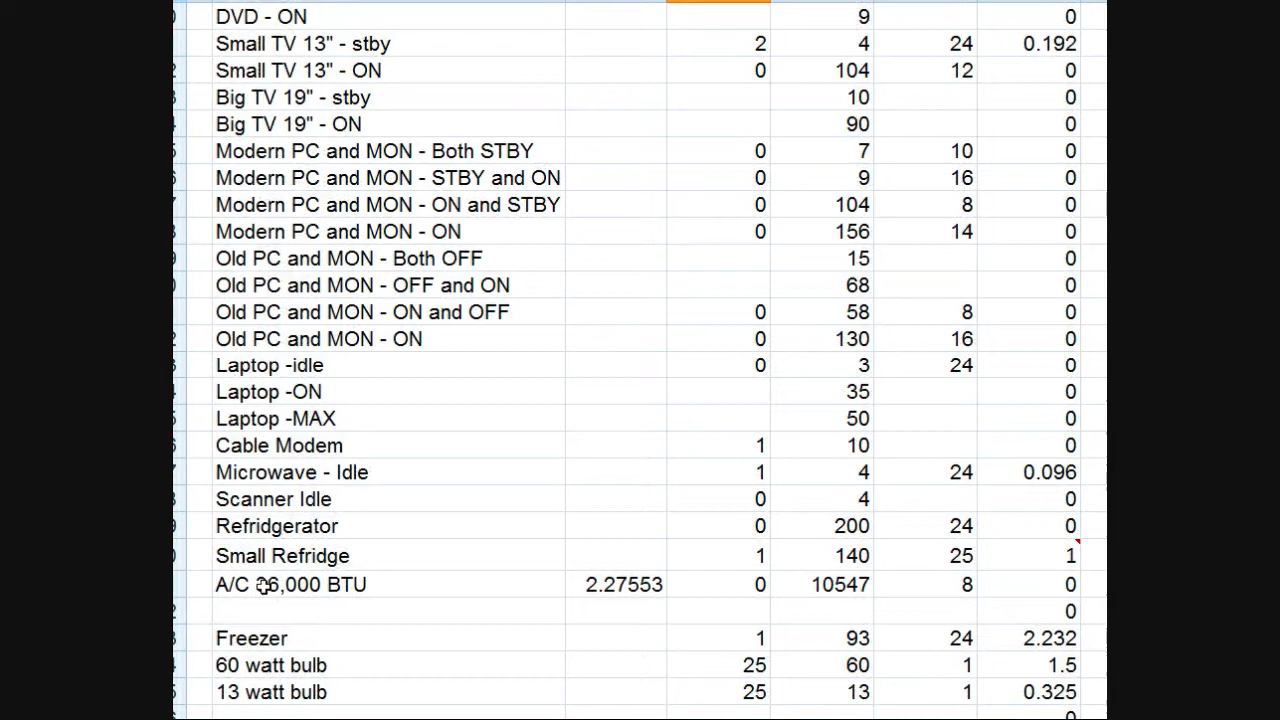 DVD - ON 9 0
Small TV 13" - stby 2 4 24 0.192
Small TV 13" - ON 0 104 12 0
Big TV 19" - stby 10 0
Big TV 19" - ON 90 0
Modern PC and MON - Both STBY 0 7 10 0
Modern PC and MON - STBY and ON 0 9 16 0
Modern PC and MON - ON and STBY 0 104 8 0
Modern PC and MON - ON 0 156 14 0
Old PC and MON - Both OFF 15 0
Old PC and MON - OFF and ON 68 0
Old PC and MON - ON and OFF 0 58 8 0
Old PC and MON - ON 0 130 16 0
Laptop -idle 0 3 24 0
Laptop -ON 35 0
Laptop -MAX 50 0
Cable Modem 1 10 0
Microwave - Idle 1 4 24 0.096
Scanner Idle 0 4 0
Refridgerator 0 200 24 0
Small Refridge 1 140 25 1
A/C BTU 2.27553 0 10547 8 0
0
Freezer 1 93 24 2.232
60 watt bulb 25 60 1 1.5
13 watt bulb 25 13 1 0.325